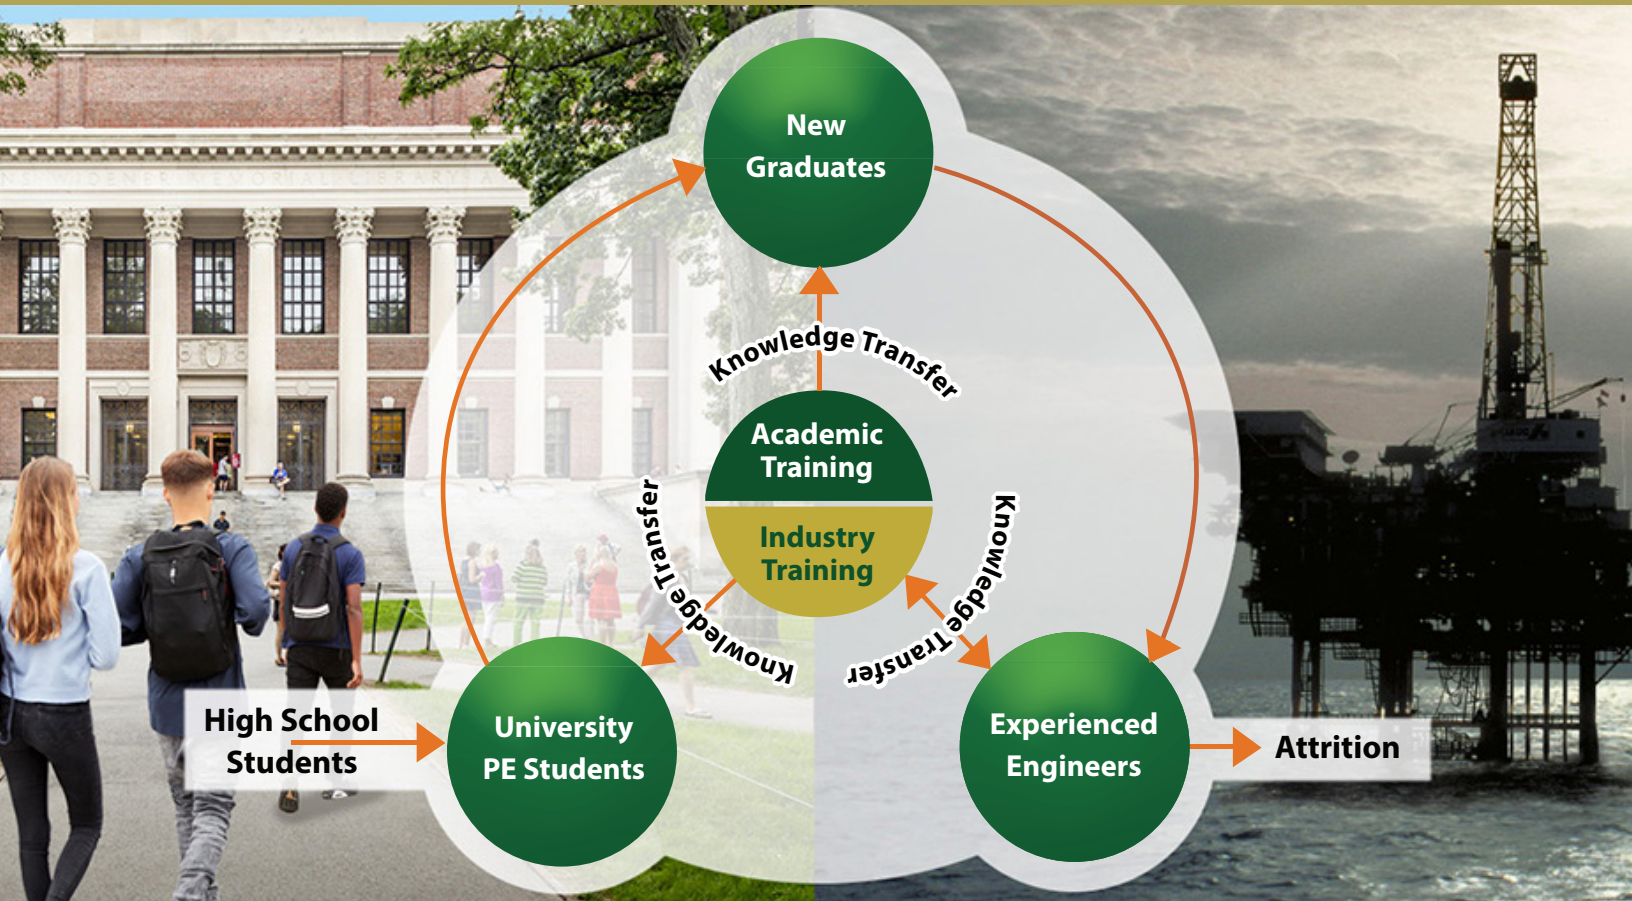 New
Graduates
Knowledge Transfer
Academic
Training
Industry
Training
Knowledge Transfer
Knowledge Transfer
High School
Students
University
PE Students
Experienced
Engineers
Attrition